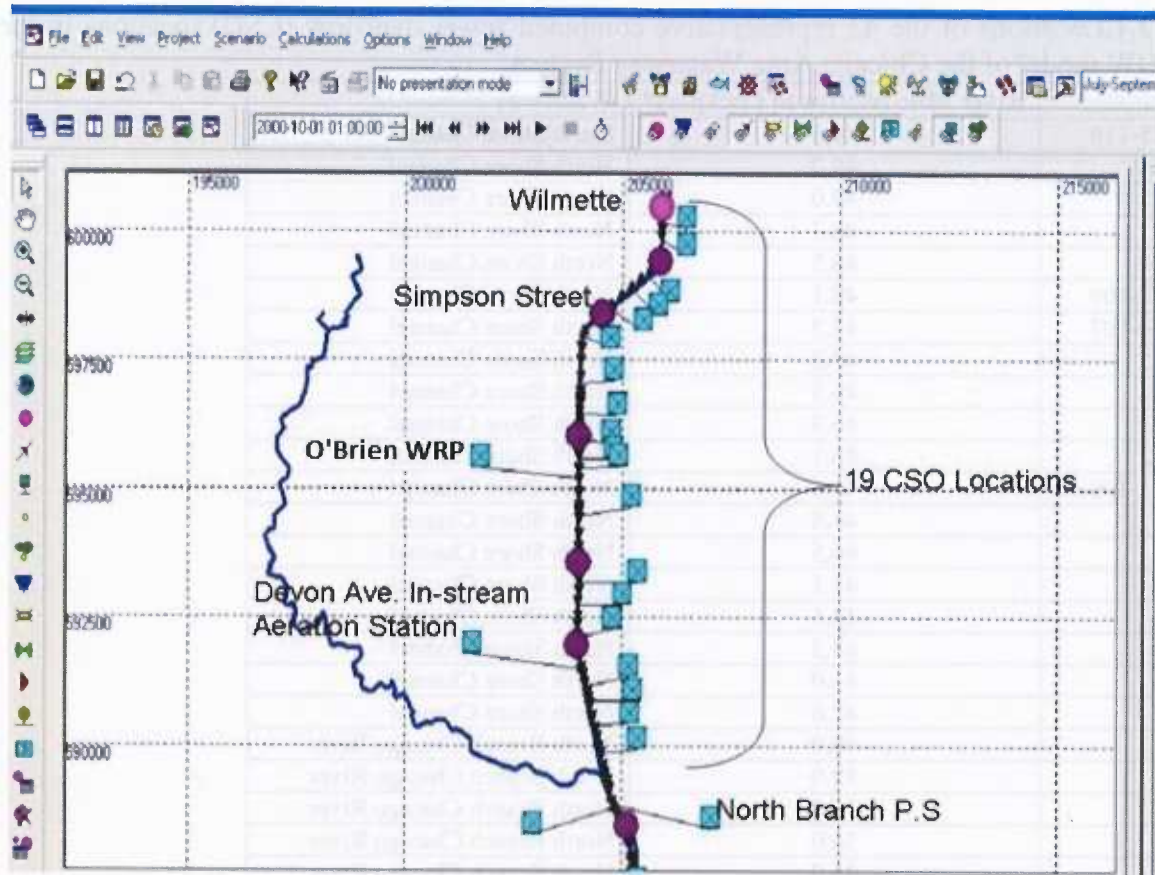 File Edit View Project Scenario Calculations Options Window Help
No presentation mode
July-Septem
2000-10-01 01:00:00
195000 200000 205000 210000 215000
Wilmette
600000
Simpson Street
597500
O'Brien WRP
595000
19 CSO Locations
Devon Ave. In-stream
592500
Aeration Station
590000
North Branch P.S